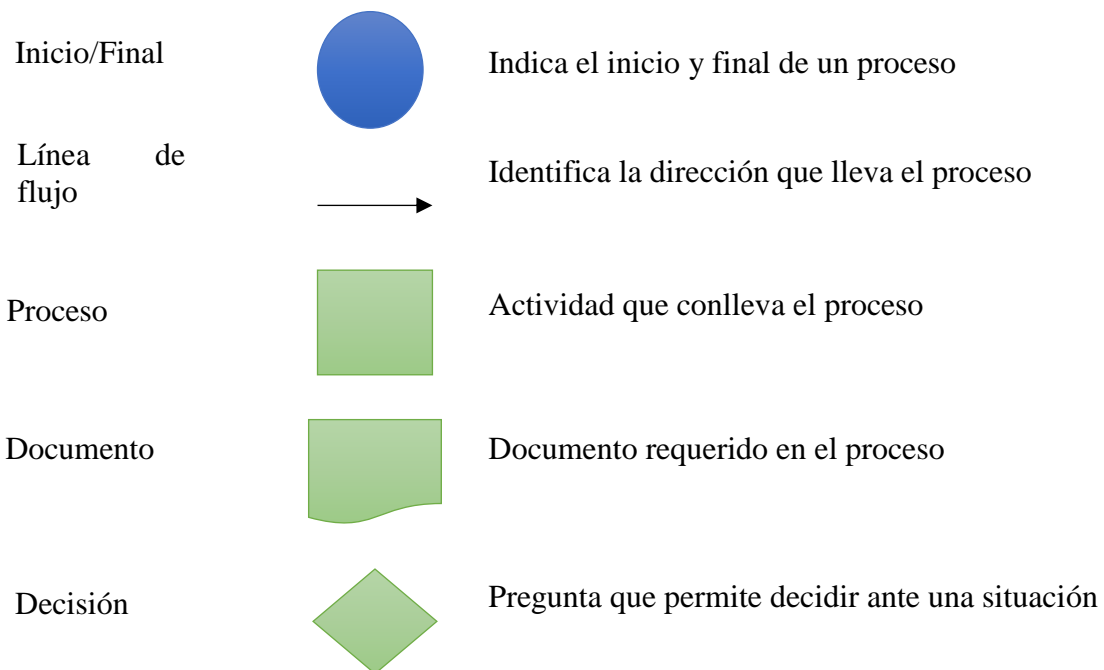 Inicio/Final
Indica el inicio y final de un proceso
Línea de
flujo
Identifica la dirección que lleva el proceso
Proceso
Actividad que conlleva el proceso
Documento
Documento requerido en el proceso
Decisión
Pregunta que permite decidir ante una situación